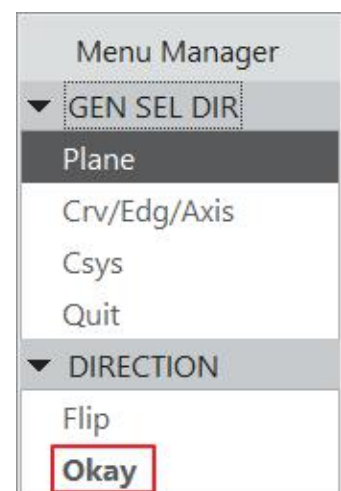 Menu Manager
GEN SEL DIR
Plane
Crv/Edg/Axis
Csys
Quit
DIRECTION
Flip
Okay